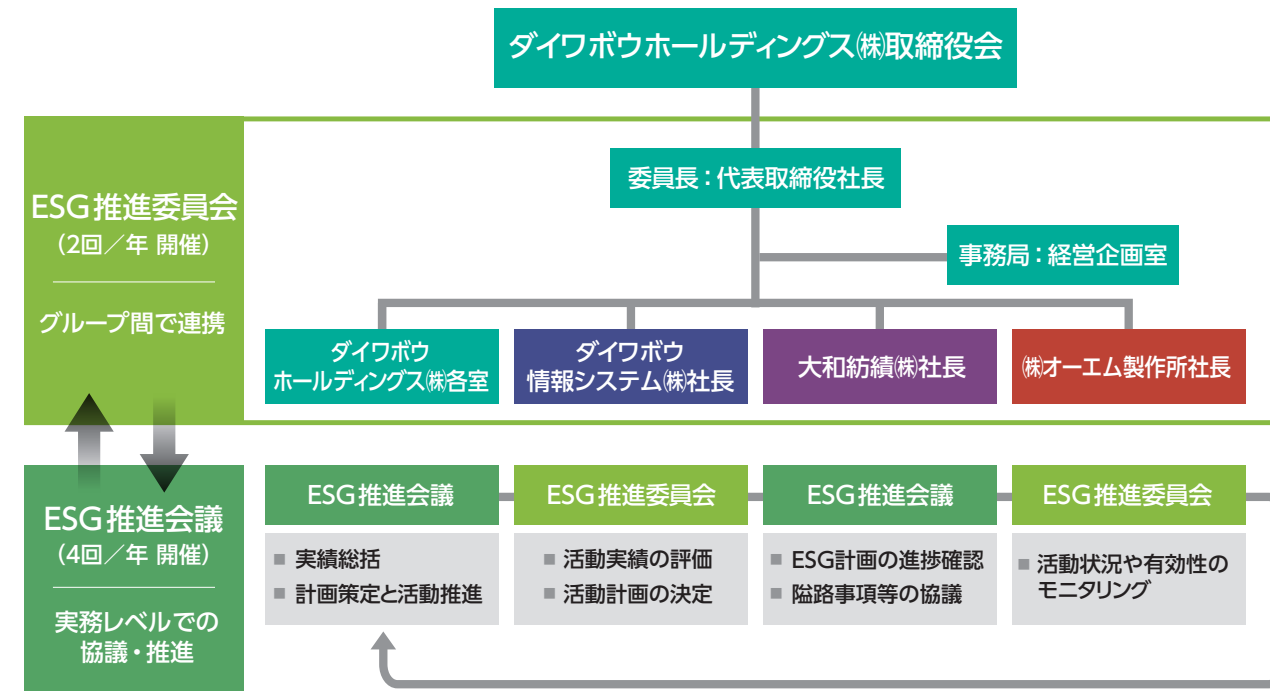 ダイワボウホールディングス㈱取締役会
委員長：代表取締役社長
事務局：経営企画室
ESG推進委員会
（2回／年 開催）
グループ間で連携
ダイワボウ
ホールディングス㈱各室
ダイワボウ
情報システム㈱社長
大和紡績㈱社長
㈱オーエム製作所社長
ESG推進会議
（4回／年 開催）
実務レベルでの
協議・推進
ESG推進会議
■ 実績総括
■ 計画策定と活動推進
ESG推進委員会
■ 活動実績の評価
■ 活動計画の決定
ESG推進会議
■ ESG計画の進捗確認
■ 隘路事項等の協議
ESG推進委員会
■ 活動状況や有効性の
モニタリング